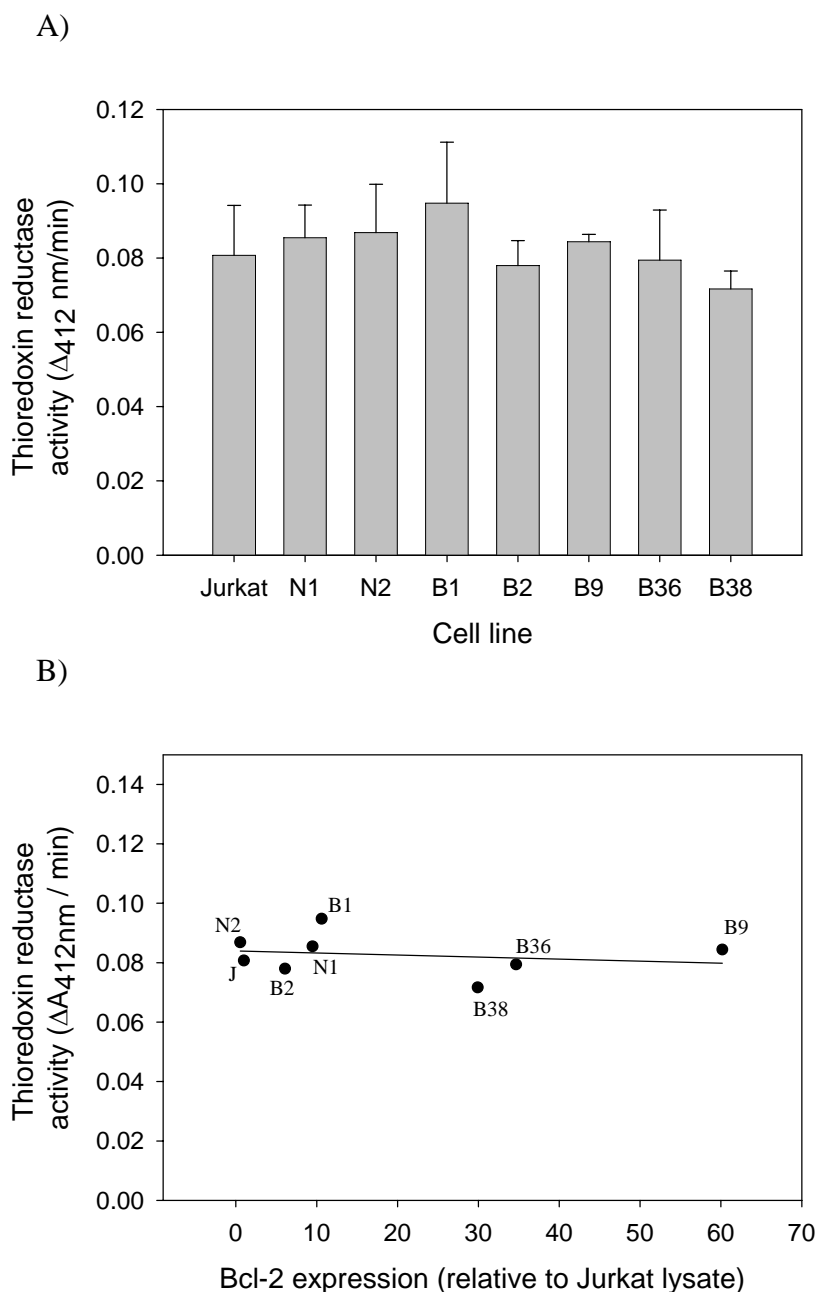 A)
0.12
0.10
0.08
0.06
0.04
0.02
0.00
Thioredoxin reductase
activity (Δ412 nm/min)
Jurkat N1 N2 B1 B2 B9 B36 B38
Cell line
B)
0.14
0.12
0.10
0.08
0.06
0.04
0.02
0.00
Thioredoxin reductase
activity (ΔA412nm / min)
N2
J
B2
B1
N1
B38
B36
B9
0 10 20 30 40 50 60 70
Bcl-2 expression (relative to Jurkat lysate)